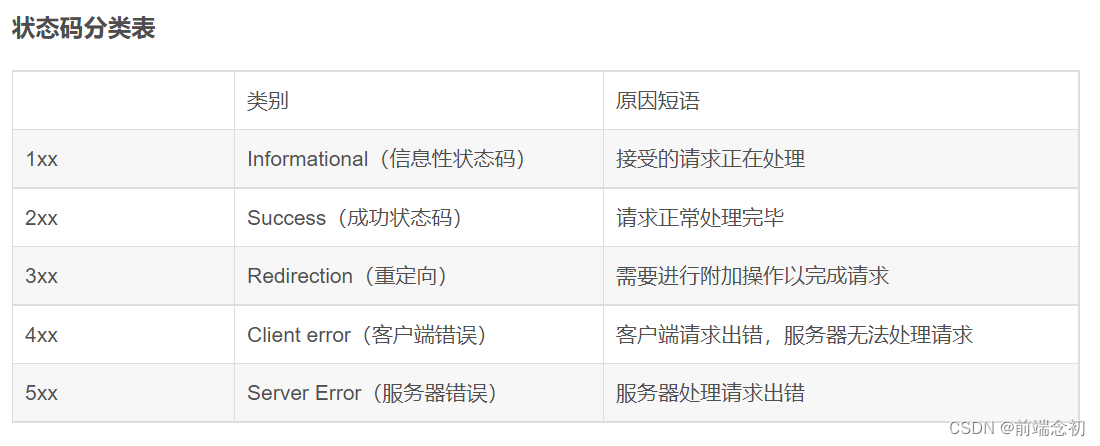 状态码分类表
类别 原因短语
1xx Informational（信息性状态码） 接受的请求正在处理
2xx Success（成功状态码） 请求正常处理完毕
3xx Redirection（重定向） 需要进行附加操作以完成请求
4xx Client error（客户端错误） 客户端请求出错，服务器无法处理请求
5xx Server Error（服务器错误） 服务器处理请求出错
CSDN @前端念初